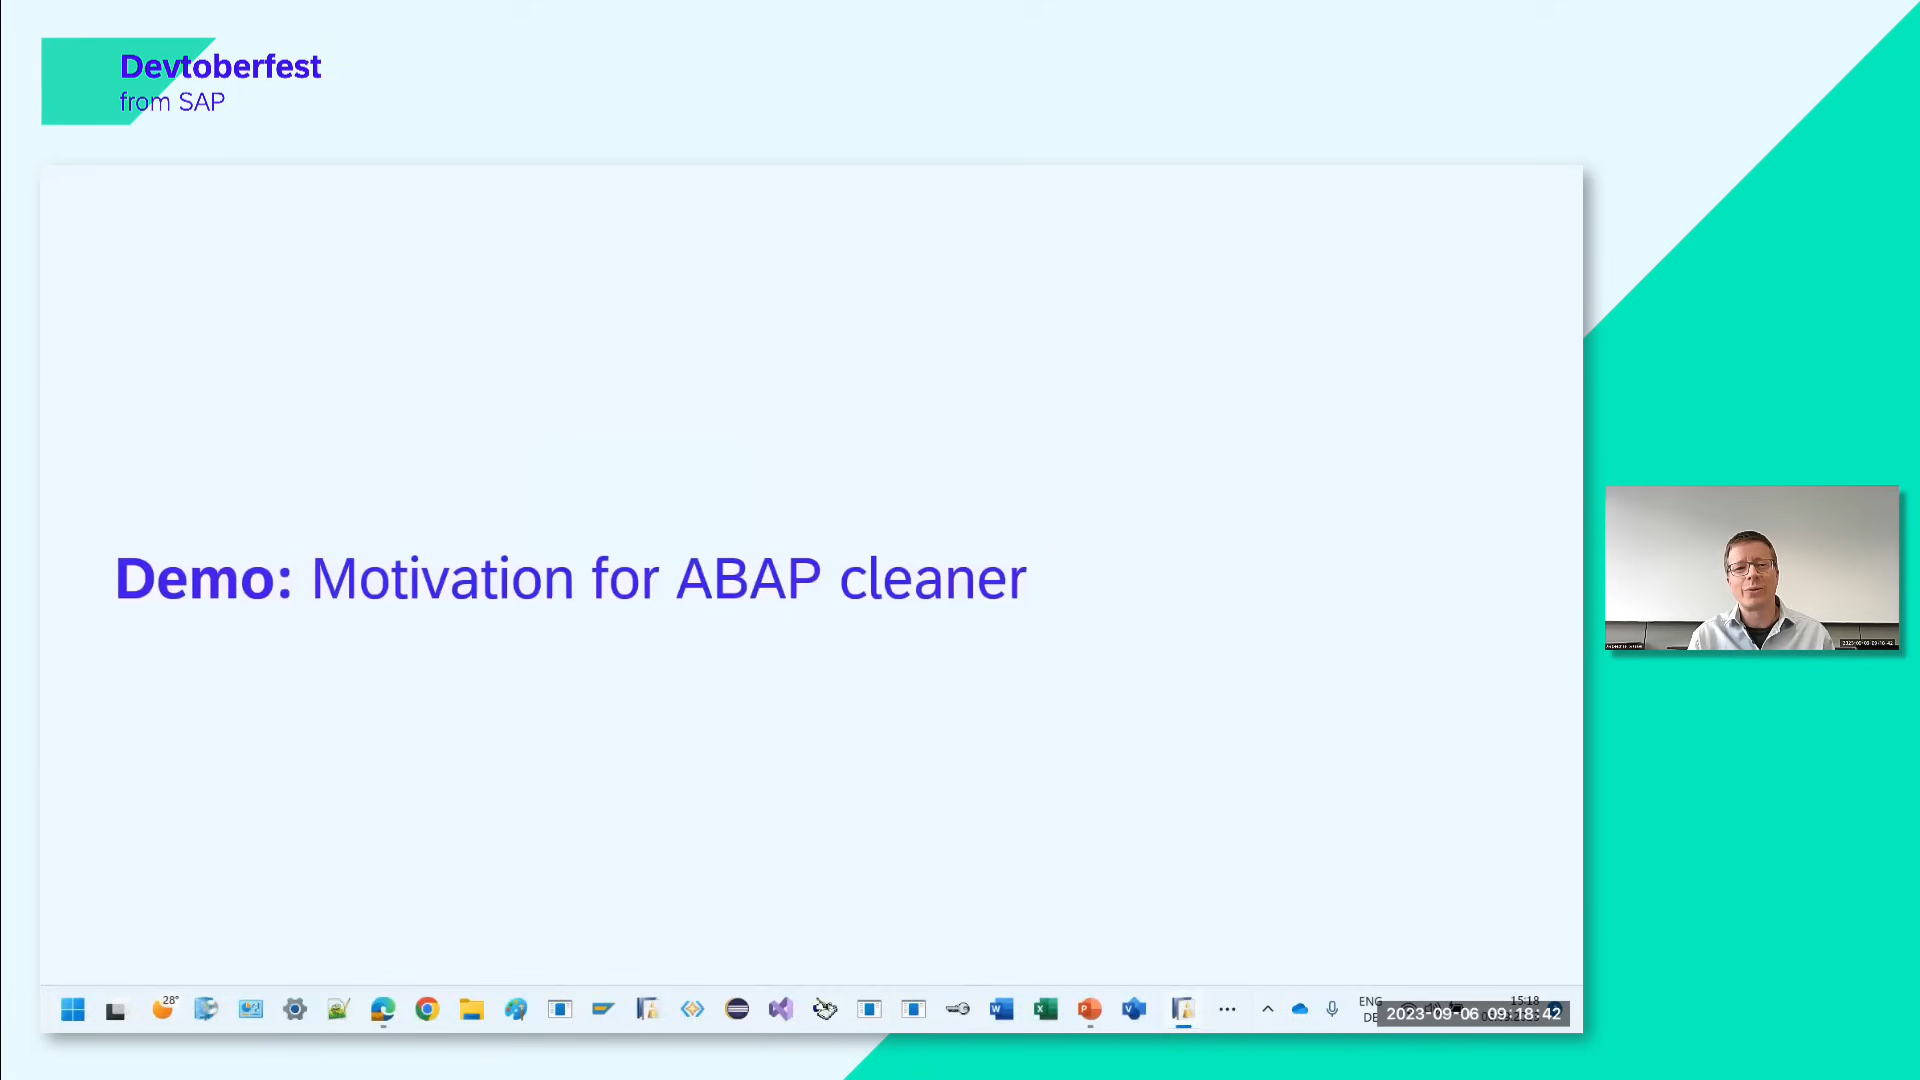 Devtoberfest
from SAP
Demo: Motivation for ABAP cleaner
28°
ENG
DE
15:18
2023-09-06 09:18:42